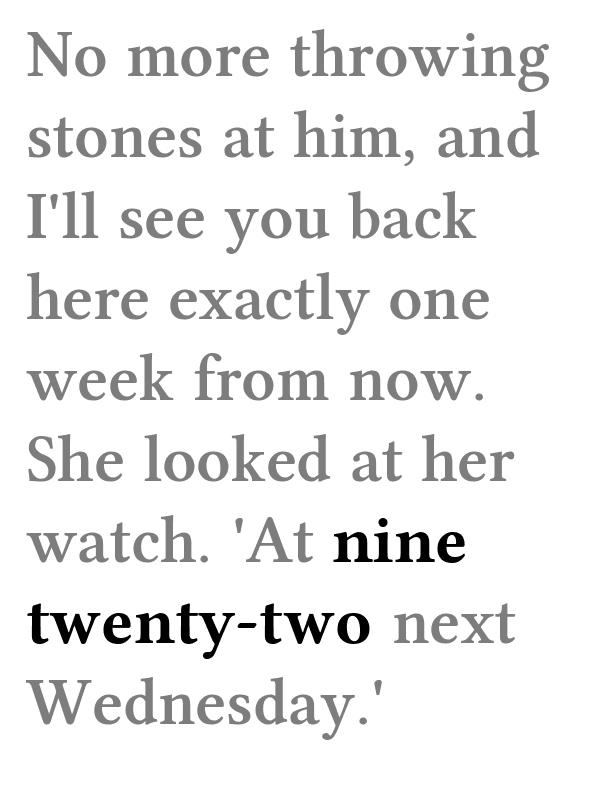 No more throwing
stones at him, and
I'll see you back
here exactly one
week from now.
She looked at her
watch. 'At nine
twenty-two next
Wednesday.'